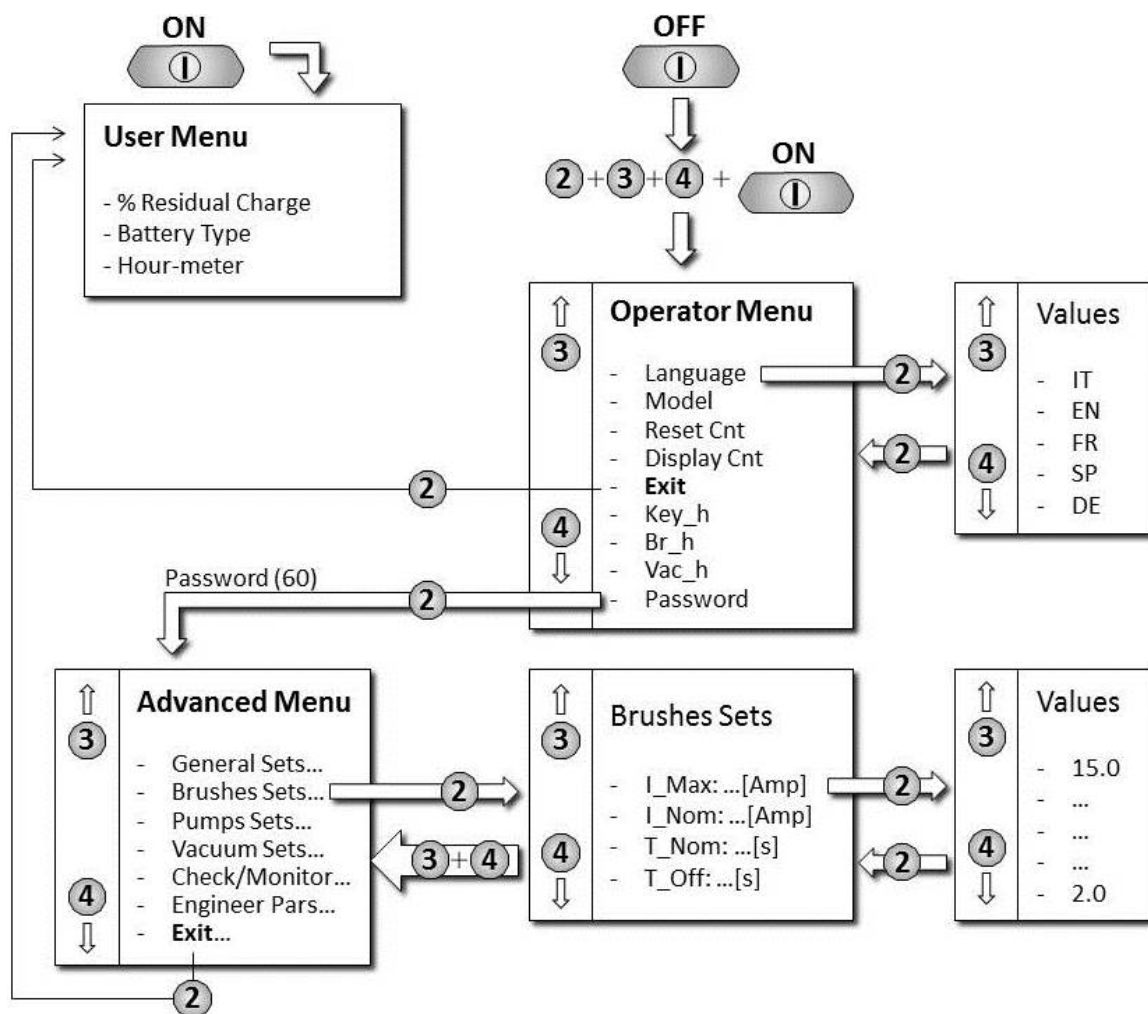 ON
I
User Menu
- % Residual Charge
- Battery Type
- Hour-meter
OFF
I
2 + 3 + 4 +
ON
I
3
4
Operator Menu
- Language
- Model
- Reset Cnt
- Display Cnt
- Exit
- Key_h
- Br_h
- Vac_h
- Password
2
2
3
4
Values
- IT
- EN
- FR
- SP
- DE
2
Password (60)
2
3
4
Advanced Menu
- General Sets...
- Brushes Sets...
- Pumps Sets...
- Vacuum Sets...
- Check/Monitor...
- Engineer Pars...
- Exit...
2
2
3 + 4
3
4
Brushes Sets
- I_Max: ...[Amp]
- I_Nom: ...[Amp]
- T_Nom: ...[s]
- T_Off: ...[s]
2
2
3
4
Values
- 15.0
- ...
- ...
- ...
- 2.0